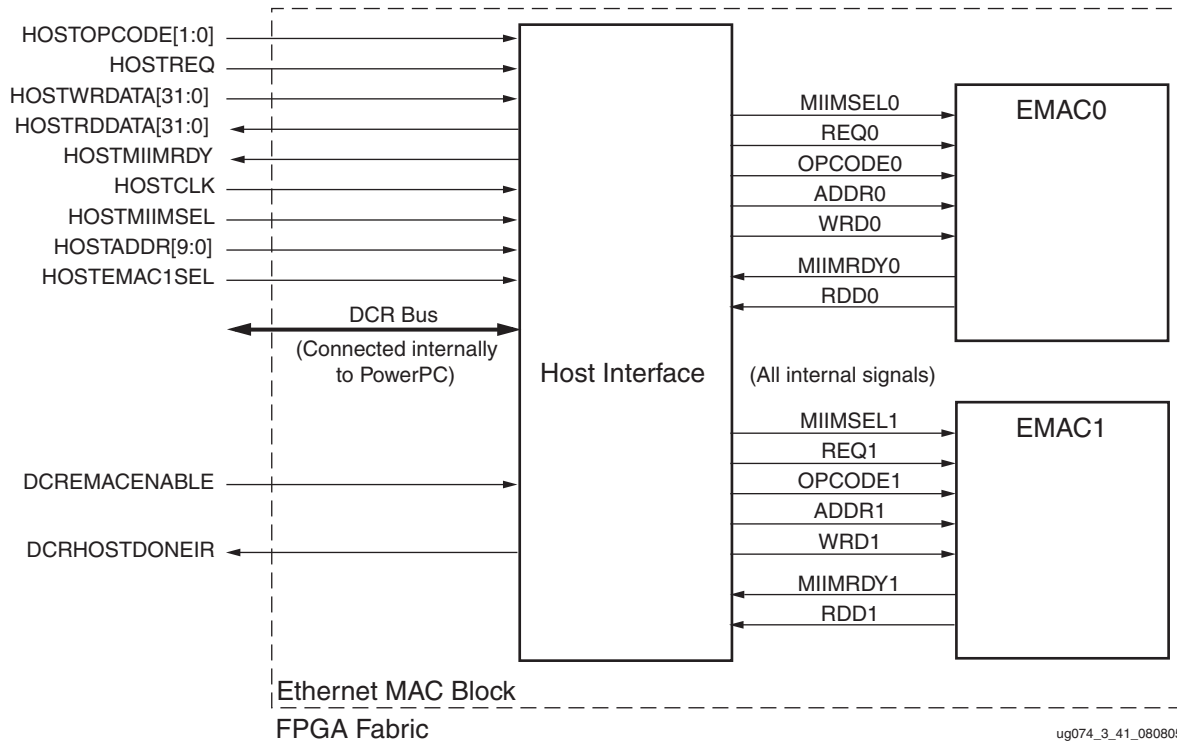 HOSTOPCODE[1:0]
HOSTREQ
HOSTWRDATA[31:0]
HOSTRDDATA[31:0]
HOSTMIIMRDY
HOSTCLK
HOSTMIIMSEL
HOSTADDR[9:0]
HOSTEMAC1SEL
DCR Bus
(Connected internally
to PowerPC)
DCREMACENABLE
DCRHOSTDONEIR
Host Interface
(All internal signals)
MIIMSEL0
REQ0
OPCODE0
ADDR0
WRD0
MIIMRDY0
RDD0
EMAC0
MIIMSEL1
REQ1
OPCODE1
ADDR1
WRD1
MIIMRDY1
RDD1
EMAC1
Ethernet MAC Block
FPGA Fabric
ug074_3_41_080805